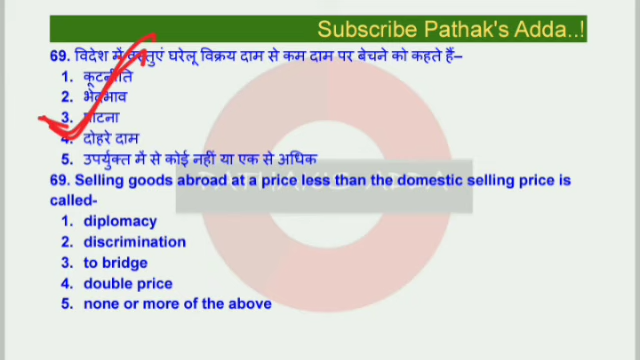 Subscribe Pathak's Adda..!
69. विदेश में वस्तुएं घरेलू विक्रय दाम से कम दाम पर बेचने को कहते हैं–
1. कूटनीति
2. भेदभाव
3. पाटना
4. दोहरे दाम
5. उपर्युक्त में से कोई नहीं या एक से अधिक
69. Selling goods abroad at a price less than the domestic selling price is
called-
1. diplomacy
2. discrimination
3. to bridge
4. double price
5. none or more of the above